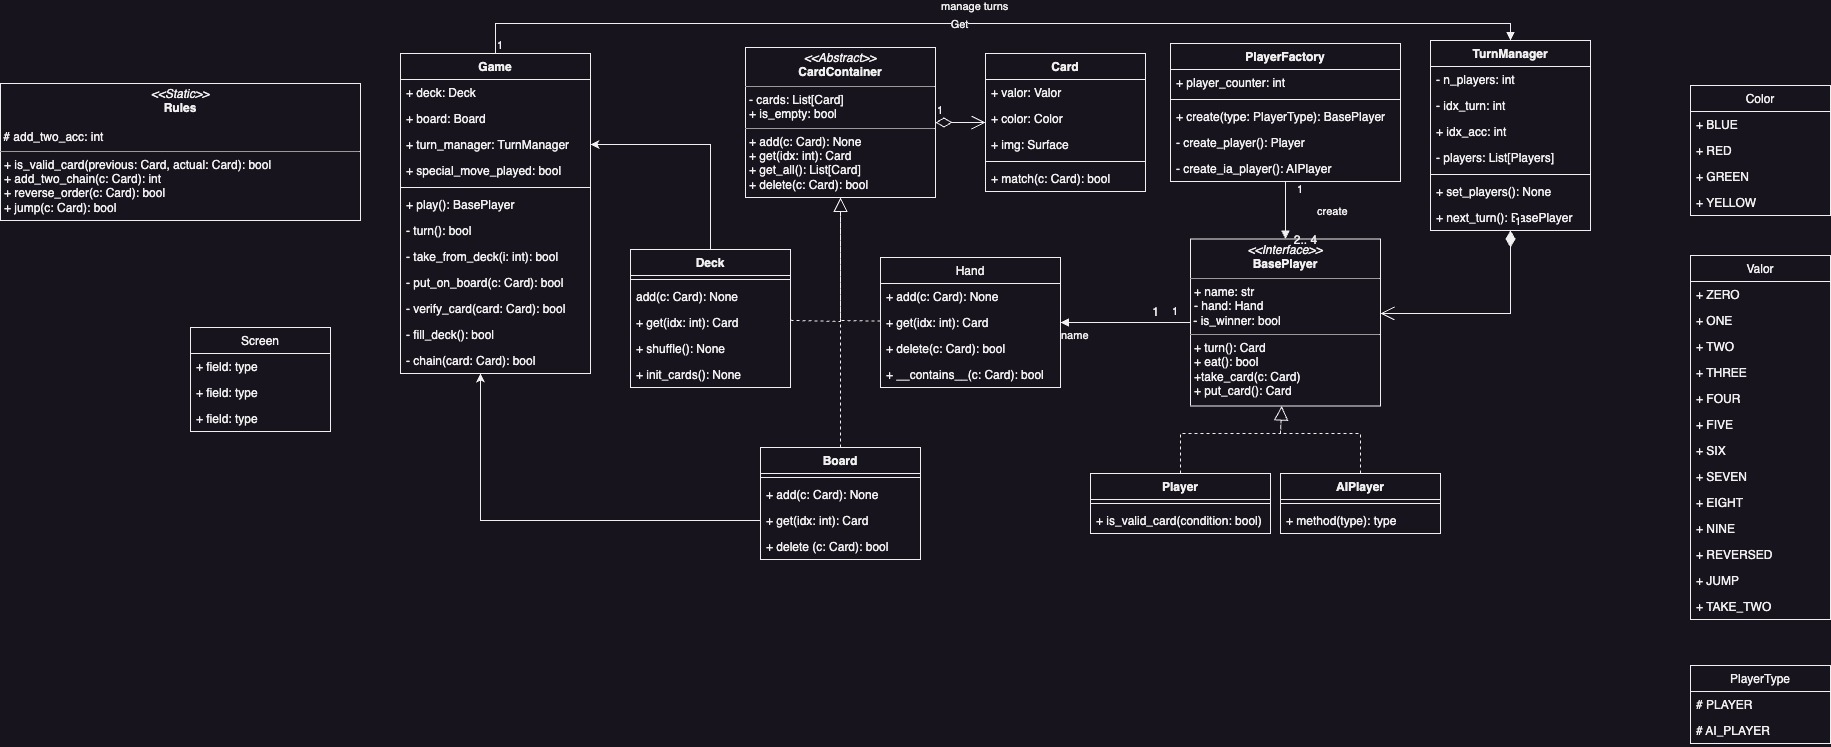 manage turns
Get
1
<<Static>>
Rules
# add_two_acc: int
+ is_valid_card(previous: Card, actual: Card): bool
+ add_two_chain(c: Card): int
+ reverse_order(c: Card): bool
+ jump(c: Card): bool
Screen
+ field: type
+ field: type
+ field: type
Game
+ deck: Deck
+ board: Board
+ turn_manager: TurnManager
+ special_move_played: bool
+ play(): BasePlayer
- turn(): bool
- take_from_deck(i: int): bool
- put_on_board(c: Card): bool
- verify_card(card: Card): bool
- fill_deck(): bool
- chain(card: Card): bool
<<Abstract>>
CardContainer
- cards: List[Card]
+ is_empty: bool
+ add(c: Card): None
+ get(idx: int): Card
+ get_all(): List[Card]
+ delete(c: Card): bool
1
Card
+ valor: Valor
+ color: Color
+ img: Surface
+ match(c: Card): bool
PlayerFactory
+ player_counter: int
+ create(type: PlayerType): BasePlayer
- create_player(): Player
- create_ia_player(): AIPlayer
1
create
2.. 4
TurnManager
- n_players: int
- idx_turn: int
+ idx_acc: int
- players: List[Players]
+ set_players(): None
+ next_turn(): BasePlayer
1
Deck
add(c: Card): None
+ get(idx: int): Card
+ shuffle(): None
+ init_cards(): None
Hand
+ add(c: Card): None
+ get(idx: int): Card
+ delete(c: Card): bool
+ __contains__(c: Card): bool
1
1
name
<<Interface>>
BasePlayer
+ name: str
- hand: Hand
- is_winner: bool
+ turn(): Card
+ eat(): bool
+take_card(c: Card)
+ put_card(): Card
Board
+ add(c: Card): None
+ get(idx: int): Card
+ delete (c: Card): bool
Player
+ is_valid_card(condition: bool)
AIPlayer
+ method(type): type
Color
+ BLUE
+ RED
+ GREEN
+ YELLOW
Valor
+ ZERO
+ ONE
+ TWO
+ THREE
+ FOUR
+ FIVE
+ SIX
+ SEVEN
+ EIGHT
+ NINE
+ REVERSED
+ JUMP
+ TAKE_TWO
PlayerType
# PLAYER
# AI_PLAYER